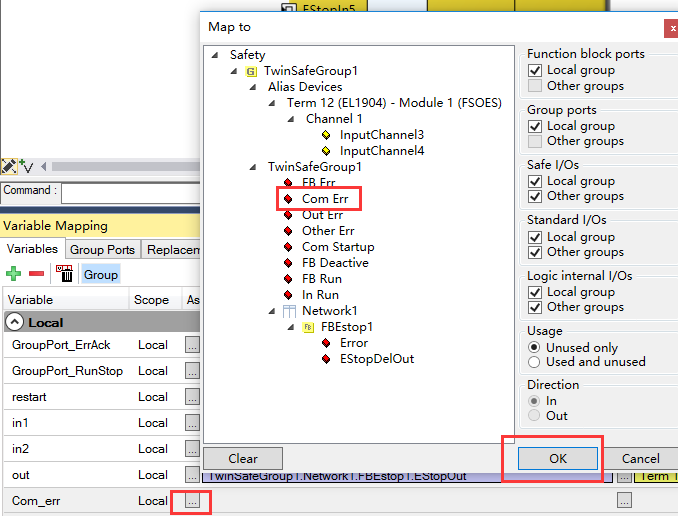 EStopIn5
Map to
x
Safety
G TwinSafeGroup1
Alias Devices
Term 12 (EL1904) - Module 1 (FSOES)
Channel 1
InputChannel3
InputChannel4
TwinSafeGroup1
FB Err
Com Err
Out Err
Other Err
Com Startup
FB Deactive
FB Run
In Run
Network1
FB FBEstop1
Error
EStopDelOut
Function block ports
Local group
Other groups
Group ports
Local group
Other groups
Safe I/Os
Local group
Other groups
Standard I/Os
Local group
Other groups
Logic internal I/Os
Local group
Other groups
Usage
Unused only
Used and unused
Direction
In
Out
Clear
OK
Cancel
Command :
Variable Mapping
Variables Group Ports Replacem
Group
Variable Scope As
Local
GroupPort_ErrAck Local ...
GroupPort_RunStop Local ...
restart Local ...
in1 Local ...
in2 Local ...
out Local ... TwinSafeGroup1.Network1.FBEstop1.EStopOut ... Term 1
Com_err Local ... ...